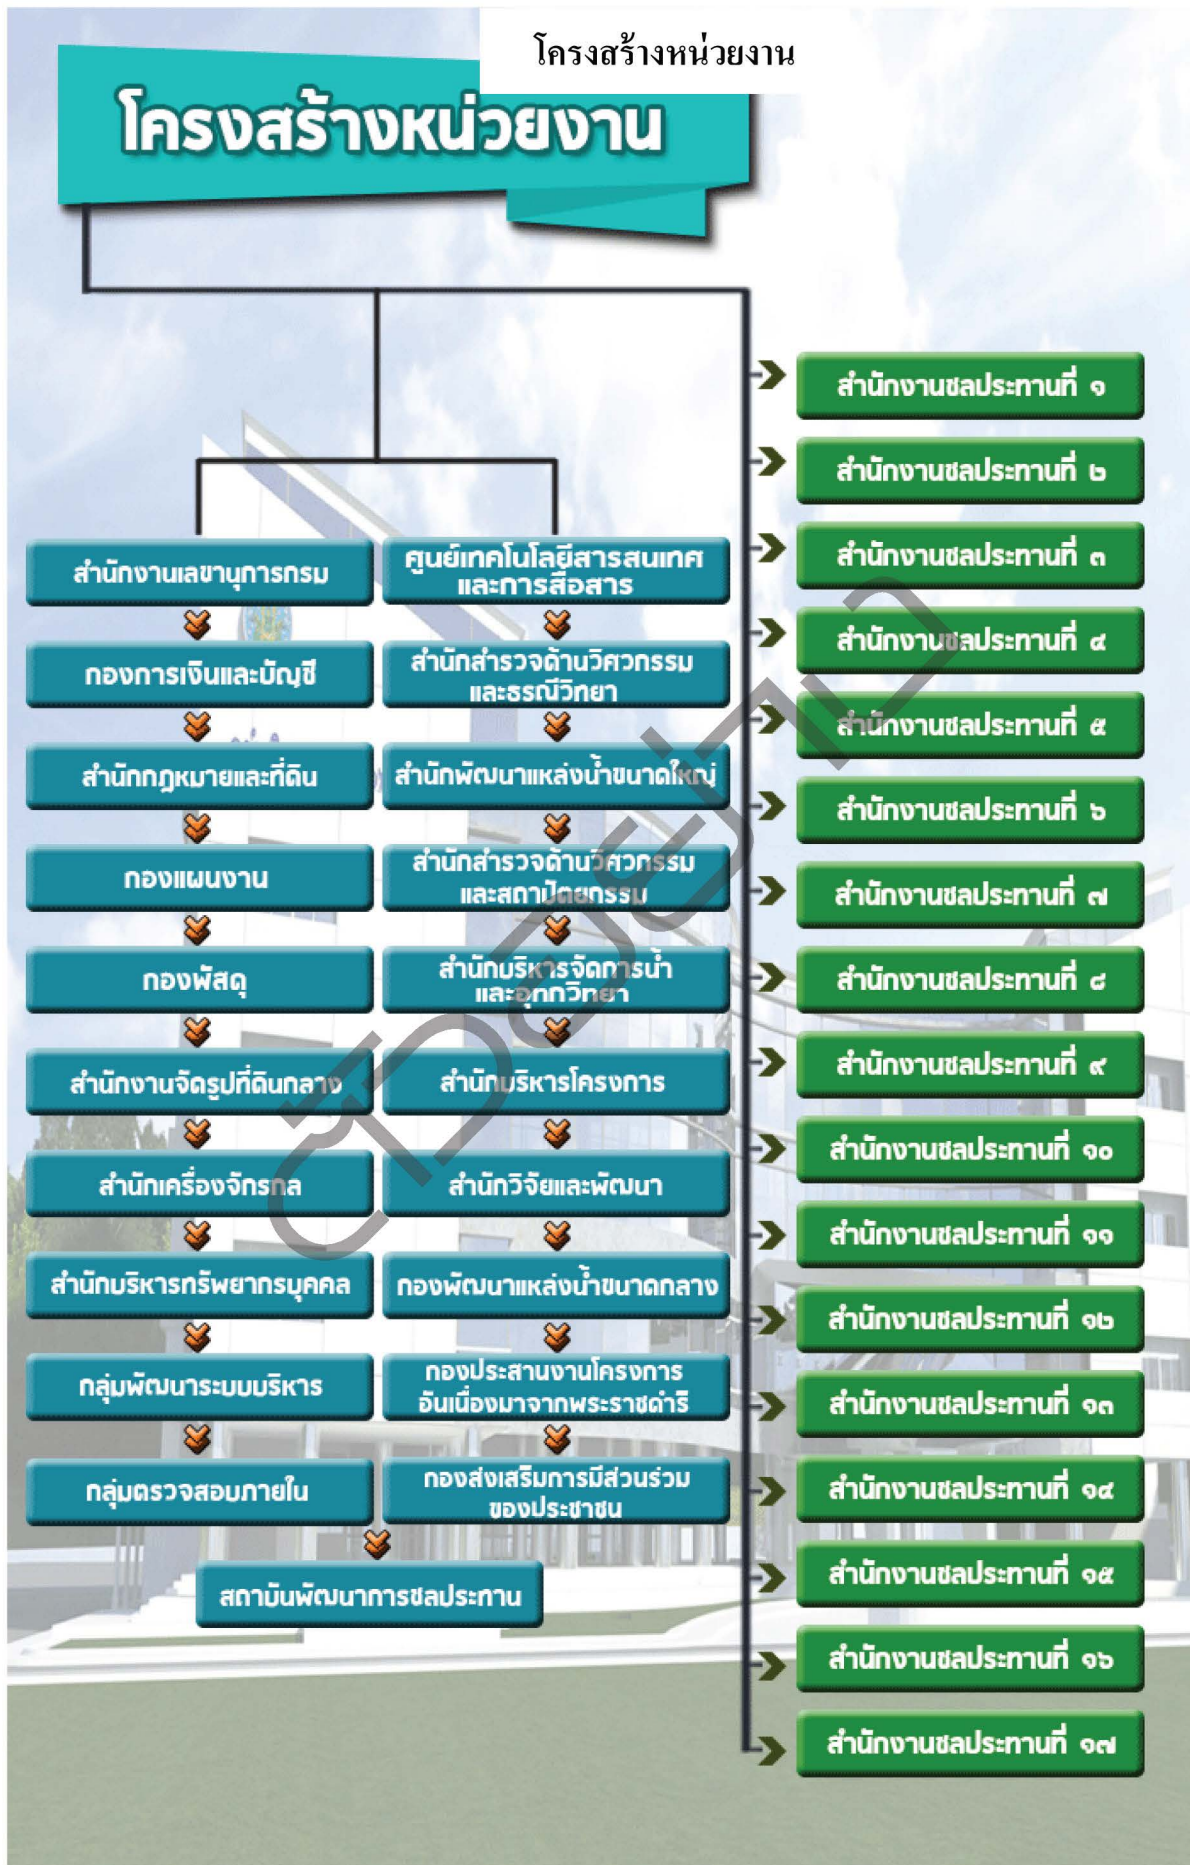 โครงสร้างหน่วยงาน
โครงสร้างหน่วยงาน
สำนักงานเลขานุการกรม
กองการเงินและบัญชี
สำนักกฎหมายและที่ดิน
กองแผนงาน
กองพัสดุ
สำนักงานจัดรูปที่ดินกลาง
สำนักเครื่องจักรกล
สำนักบริหารทรัพยากรบุคคล
กลุ่มพัฒนาระบบบริหาร
กลุ่มตรวจสอบภายใน
ศูนย์เทคโนโลยีสารสนเทศ
และการสื่อสาร
สำนักสำรวจด้านวิศวกรรม
และธรณีวิทยา
สำนักพัฒนาแหล่งน้ำขนาดใหญ่
สำนักสำรวจด้านวิศวกรรม
และสถาปัตยกรรม
สำนักบริหารจัดการน้ำ
และอุทกวิทยา
สำนักบริหารโครงการ
สำนักวิจัยและพัฒนา
กองพัฒนาแหล่งน้ำขนาดกลาง
กองประสานงานโครงการ
อันเนื่องมาจากพระราชดำริ
กองส่งเสริมการมีส่วนร่วม
ของประชาชน
สถาบันพัฒนาการชลประทาน
สำนักงานชลประทานที่ ๑
สำนักงานชลประทานที่ ๒
สำนักงานชลประทานที่ ๓
สำนักงานชลประทานที่ ๔
สำนักงานชลประทานที่ ๕
สำนักงานชลประทานที่ ๖
สำนักงานชลประทานที่ ๗
สำนักงานชลประทานที่ ๘
สำนักงานชลประทานที่ ๙
สำนักงานชลประทานที่ ๑๐
สำนักงานชลประทานที่ ๑๑
สำนักงานชลประทานที่ ๑๒
สำนักงานชลประทานที่ ๑๓
สำนักงานชลประทานที่ ๑๔
สำนักงานชลประทานที่ ๑๕
สำนักงานชลประทานที่ ๑๖
สำนักงานชลประทานที่ ๑๗
ตัวอย่าง